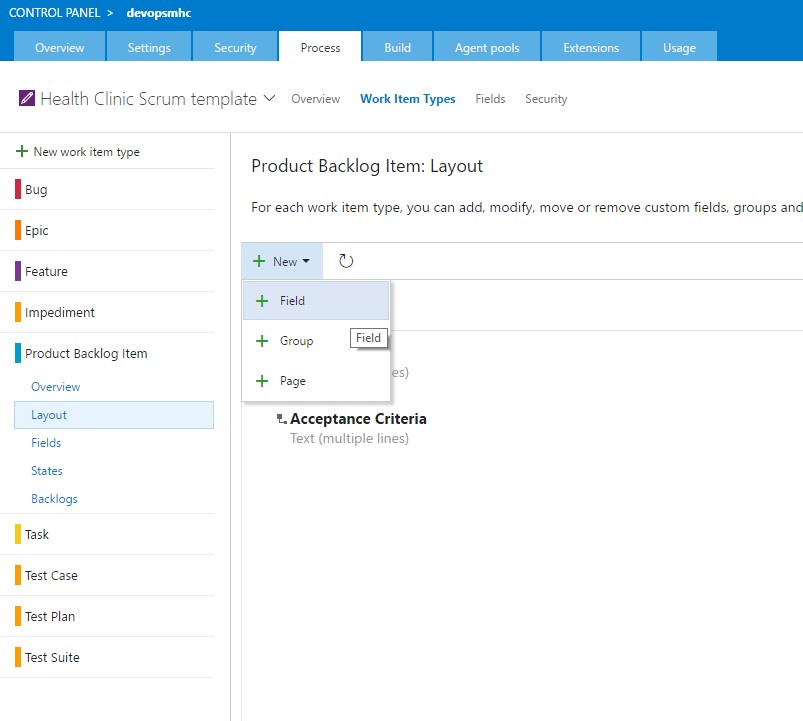 CONTROL PANEL > devopsmhc
Overview Settings Security Process Build Agent pools Extensions Usage
Health Clinic Scrum template Overview Work Item Types Fields Security
New work item type
Bug
Epic
Feature
Impediment
Product Backlog Item
Overview
Layout
Fields
States
Backlogs
Task
Test Case
Test Plan
Test Suite
Product Backlog Item: Layout
For each work item type, you can add, modify, move or remove custom fields, groups and
New
Field
Group
Field
Page
es)
Acceptance Criteria
Text (multiple lines)